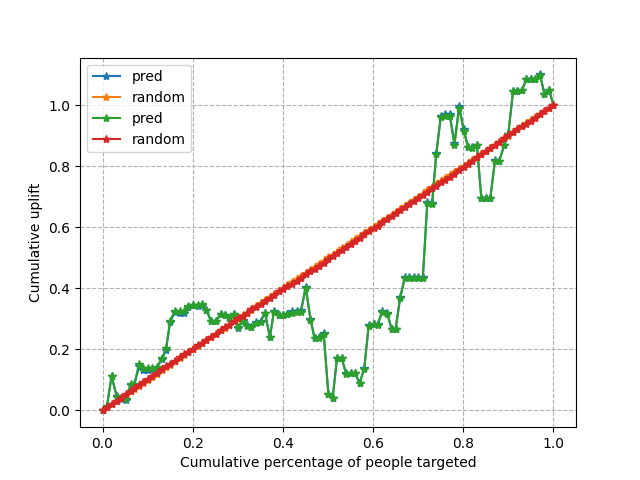 pred
random
pred
random
Cumulative uplift
1.0
0.8
0.6
0.4
0.2
0.0
0.0 0.2 0.4 0.6 0.8 1.0
Cumulative percentage of people targeted